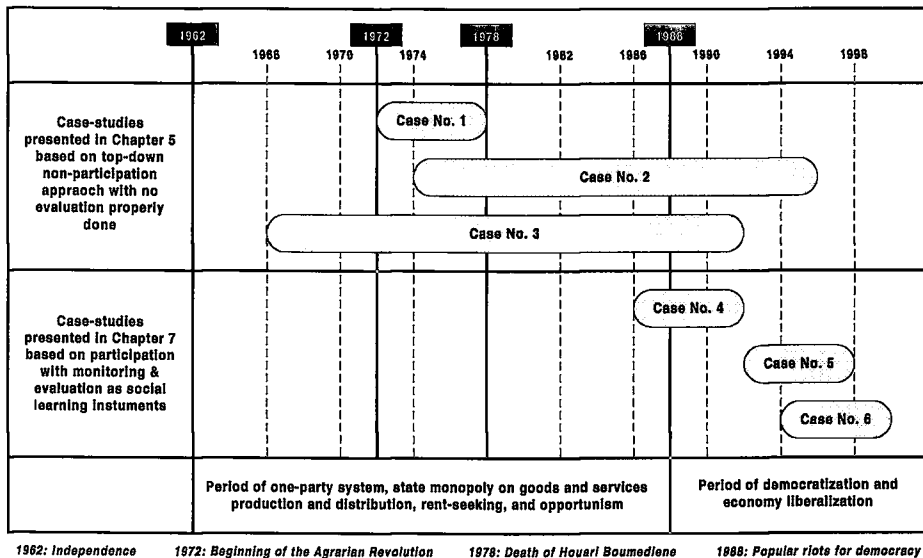 1962 1972 1978 1988
1966 1970 1974 1982 1986 1990 1994 1998
Case-studies
presented in Chapter 5
based on top-down
non-participation
appraoch with no
evaluation properly
done
Case No. 1
Case No. 2
Case No. 3
Case-studies
presented in Chapter 7
based on participation
with monitoring &
evaluation as social
learning instuments
Case No. 4
Case No. 5
Case No. 6
Period of one-party system, state monopoly on goods and services
production and distribution, rent-seeking, and opportunism
Period of democratization and
economy liberalization
1962: Independence 1972: Beginning of the Agrarian Revolution 1978: Death of Houari Boumediene 1988: Popular riots for democracy